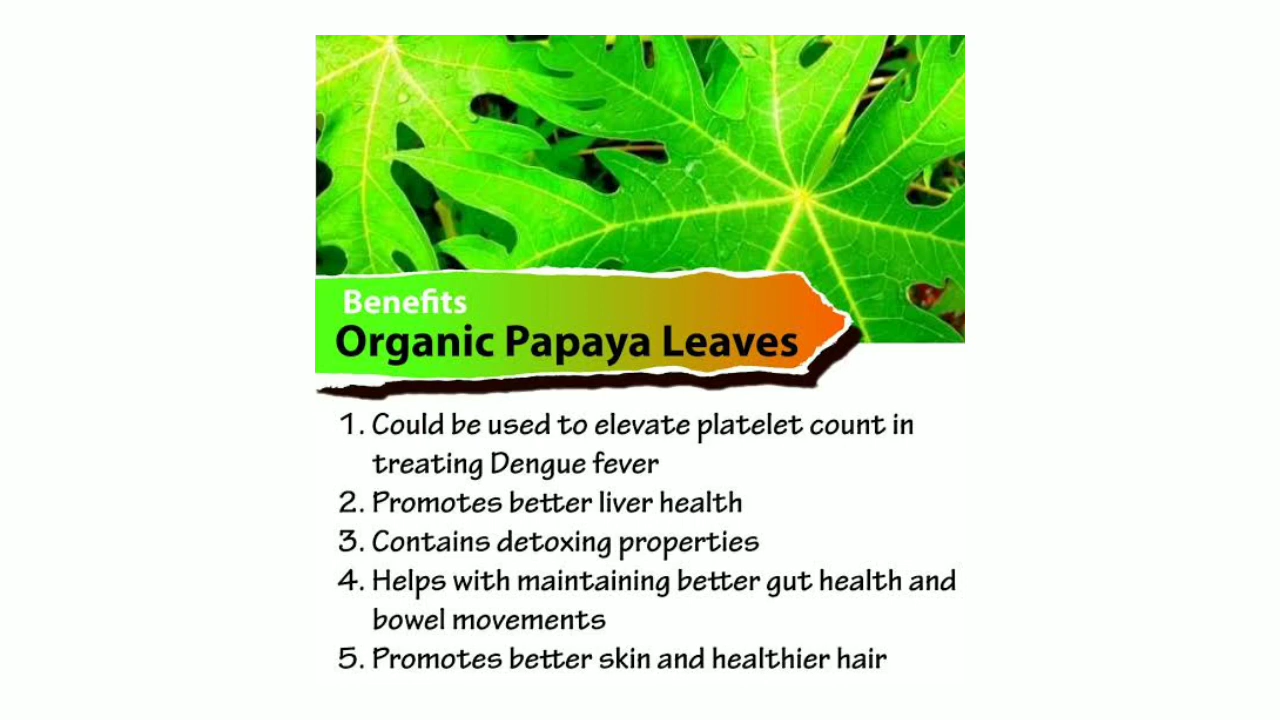 Benefits
Organic Papaya Leaves
1. Could be used to elevate platelet count in
treating Dengue fever
2. Promotes better liver health
3. Contains detoxing properties
4. Helps with maintaining better gut health and
bowel movements
5. Promotes better skin and healthier hair